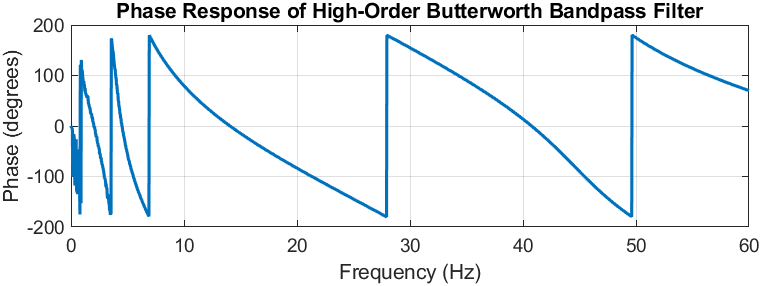 Phase Response of High-Order Butterworth Bandpass Filter
Phase (degrees)
200
100
0
-100
-200
0 10 20 30 40 50 60
Frequency (Hz)